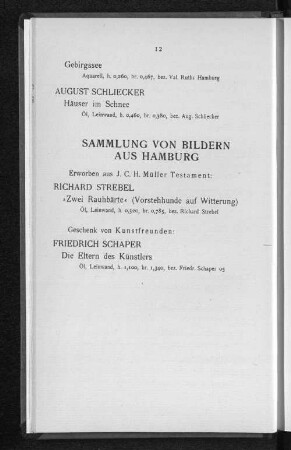 12
Gebirgssee
Aquarell, h. 0,260, br. 0,987, bez. Val. Ruths Hamburg
AUGUST SCHLIECKER
Häuser im Schnee
Öl, Leinwand, h. 0,460, br. 0,380, bez. Aug. Schliecker
SAMMLUNG VON BILDERN
AUS HAMBURG
Erworben aus J. C. H. Müller Testament:
RICHARD STREBEL
»Zwei Rauhbärte« (Vorstehhunde auf Witterung)
Öl, Leinwand, h. 0,520, br. 0,785, bez. Richard Strebel
Geschenk von Kunstfreunden:
FRIEDRICH SCHAPER
Die Eltern des Künstlers
Öl, Leinwand, h. 1,100, br. 1,390, bez. Friedr. Schaper 05